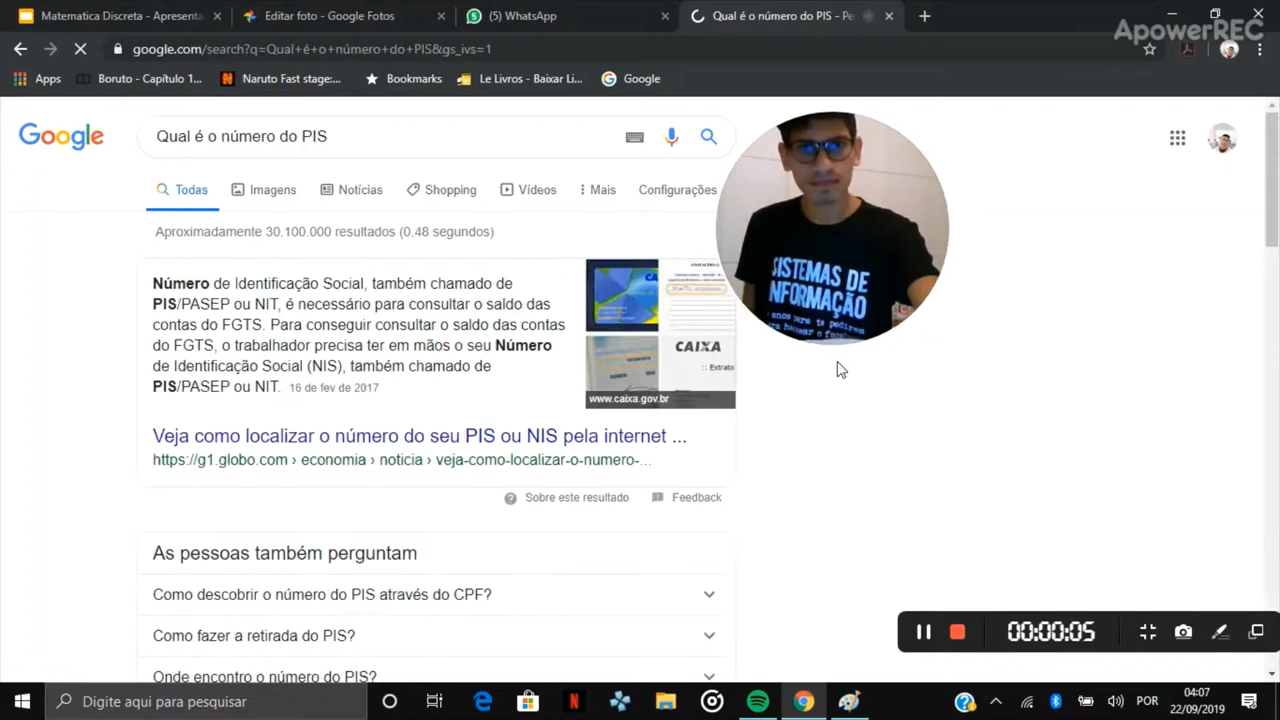 Matematica Discreta - Apresenta
Editar foto - Google Fotos
(5) WhatsApp
Qual é o número do PIS - Pe
ApowerREC
google.com/search?q=Qual+é+o+número+do+PIS&gs_ivs=1
Apps
Boruto - Capítulo 1...
Naruto Fast stage:...
Bookmarks
Le Livros - Baixar Li...
Google
Google
Qual é o número do PIS
Todas
Imagens
Notícias
Shopping
Vídeos
Mais
Configurações
Aproximadamente 30.100.000 resultados (0,48 segundos)
Número de Identificação Social, também chamado de
PIS/PASEP ou NIT, é necessário para consultar o saldo das
contas do FGTS. Para conseguir consultar o saldo das contas
do FGTS, o trabalhador precisa ter em mãos o seu Número
de Identificação Social (NIS), também chamado de
PIS/PASEP ou NIT. 16 de fev de 2017
CAIXA
:: Extrato
www.caixa.gov.br
SISTEMAS DE
INFORMAÇÃO
anos para te pedirem
Veja como localizar o número do seu PIS ou NIS pela internet ...
https://g1.globo.com › economia › noticia › veja-como-localizar-o-numero-...
Sobre este resultado
Feedback
As pessoas também perguntam
Como descobrir o número do PIS através do CPF?
Como fazer a retirada do PIS?
Onde encontro o número do PIS?
00:00:05
Digite aqui para pesquisar
POR
04:07
22/09/2019